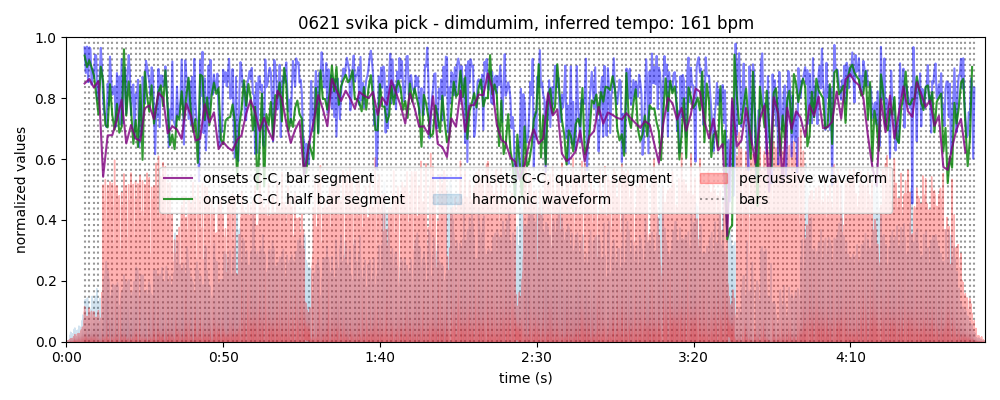 0621 svika pick - dimdumim, inferred tempo: 161 bpm
1.0
0.8
0.6
0.4
0.2
0.0
normalized values
onsets C-C, bar segment
onsets C-C, half bar segment
onsets C-C, quarter segment
harmonic waveform
percussive waveform
bars
0:00 0:50 1:40 2:30 3:20 4:10
time (s)